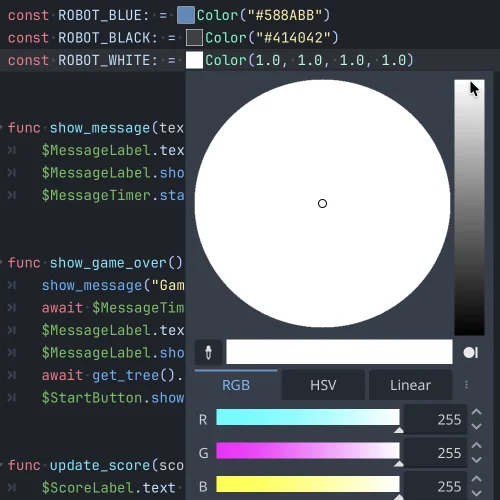 const ROBOT_BLUE: = Color("#588ABB")
const ROBOT_BLACK: = Color("#414042")
const ROBOT_WHITE: = Color(1.0, 1.0, 1.0, 1.0)
func show_message(tex
$MessageLabel.tex
$MessageLabel.sho
$MessageTimer.sta
func show_game_over()
show_message("Gam
await $MessageTim
$MessageLabel.tex
$MessageLabel.sho
await get_tree().
$StartButton.show
func update_score(sco
$ScoreLabel.text
RGB HSV Linear
R 255
G 255
B 255